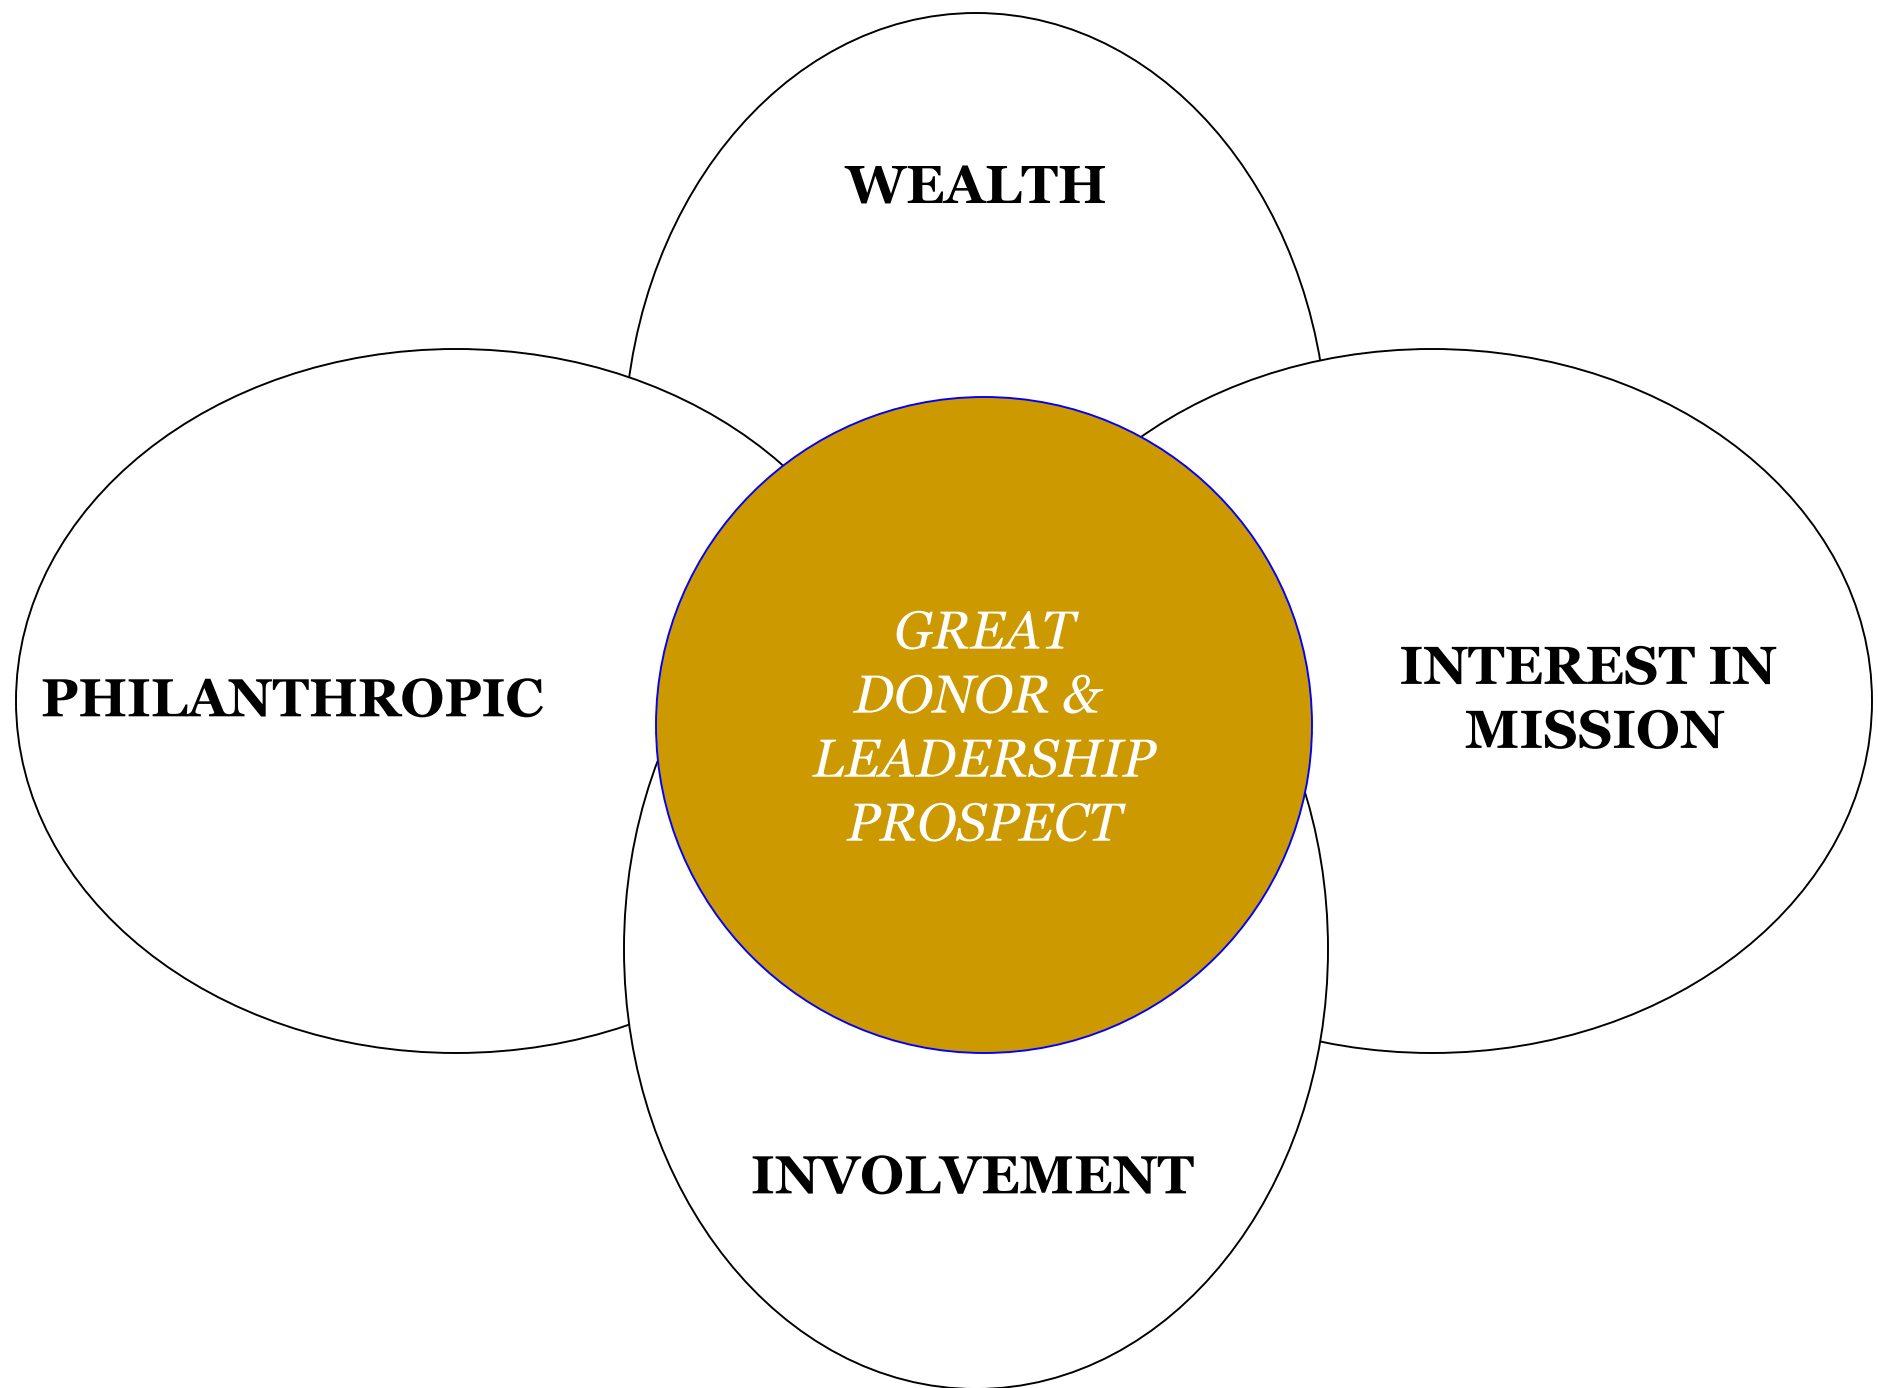 WEALTH
PHILANTHROPIC
GREAT
DONOR &
LEADERSHIP
PROSPECT
INTEREST IN
MISSION
INVOLVEMENT